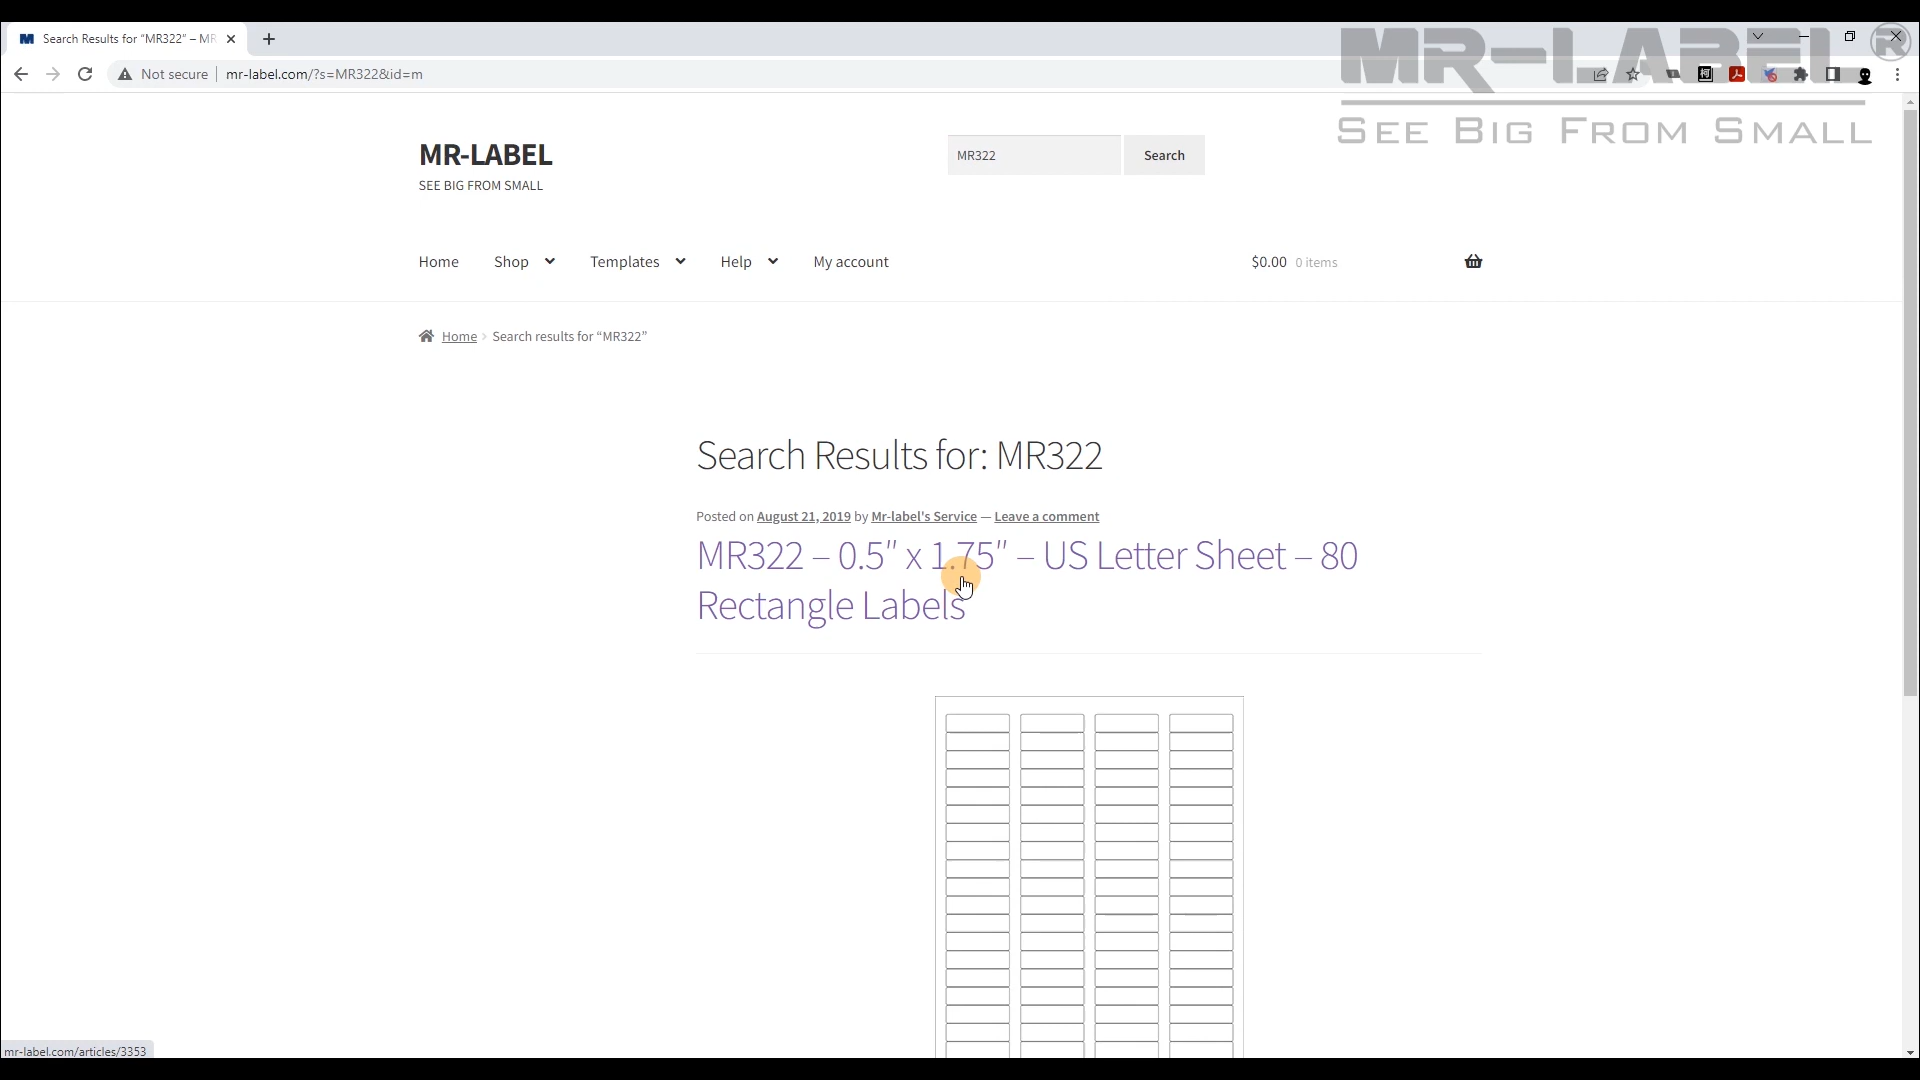 Search Results for “MR322” – MR
Not secure
mr-label.com/?s=MR322&id=m
MR-LABEL ®
SEE BIG FROM SMALL
MR-LABEL
SEE BIG FROM SMALL
MR322
Search
Home Shop Templates Help My account $0.00 0 items
Home Search results for “MR322”
Search Results for: MR322
Posted on August 21, 2019 by Mr-label's Service — Leave a comment
MR322 – 0.5″ x 1.75″ – US Letter Sheet – 80
Rectangle Labels
mr-label.com/articles/3353